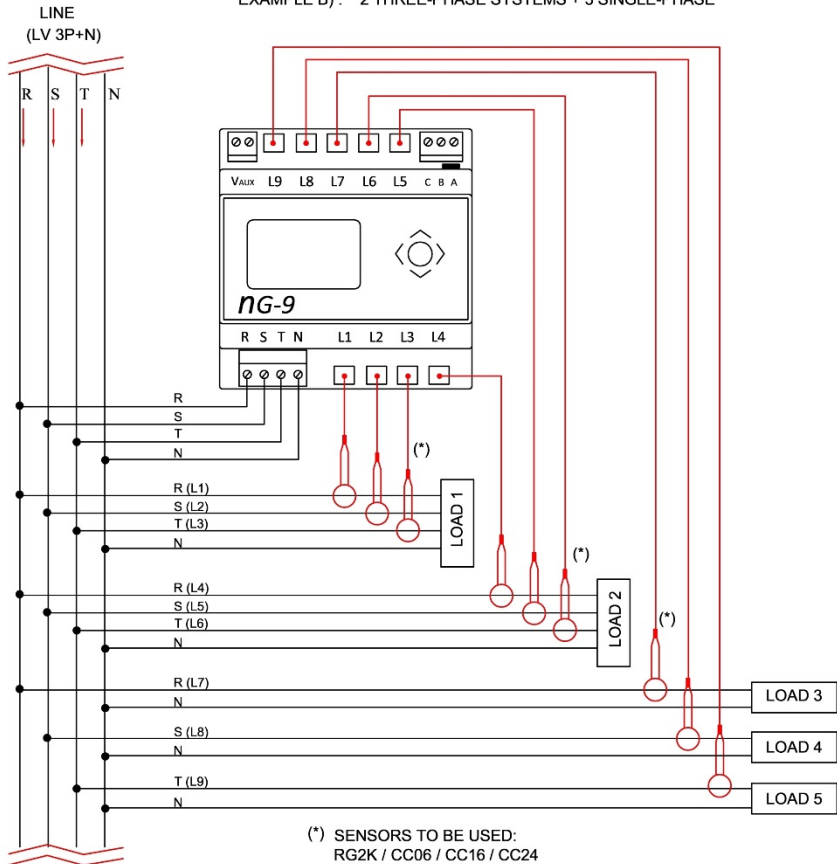 EXAMPLE B) : 2 THREE-PHASE SYSTEMS + 3 SINGLE-PHASE
LINE
(LV 3P+N)
R S T N
VAUX L9 L8 L7 L6 L5 C B A
nG-9
R S T N L1 L2 L3 L4
R
S
T
N
(*)
R (L1)
S (L2)
T (L3)
N
LOAD 1
(*)
R (L4)
S (L5)
T (L6)
N
LOAD 2
(*)
R (L7)
N
LOAD 3
S (L8)
N
LOAD 4
T (L9)
N
LOAD 5
(*) SENSORS TO BE USED:
RG2K / CC06 / CC16 / CC24